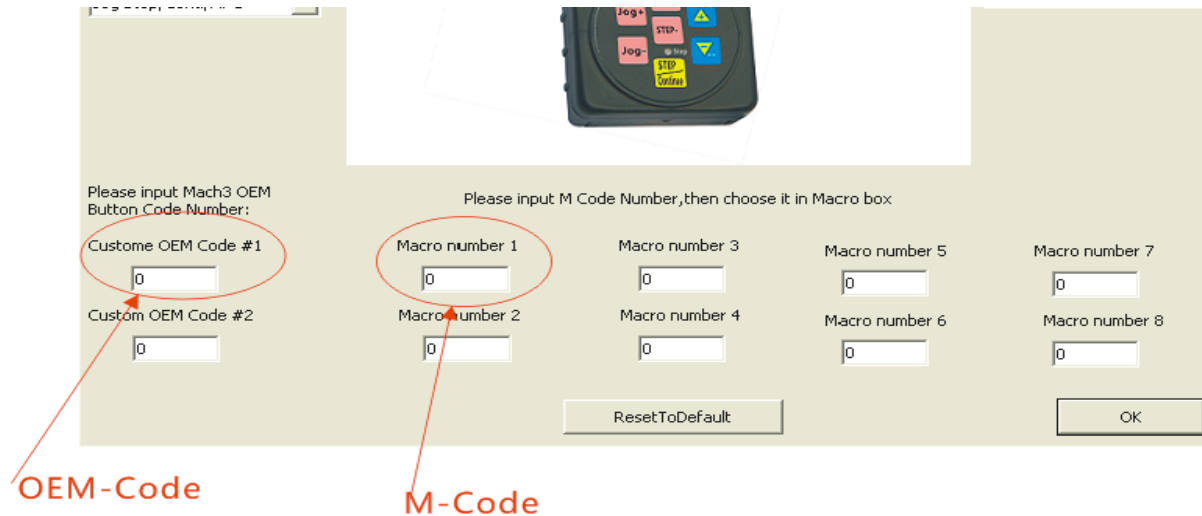 Jog+
STEP-
Jog-
Step
STEP
Continue
Please input Mach3 OEM
Button Code Number:
Please input M Code Number,then choose it in Macro box
Custome OEM Code #1
Macro number 1
Macro number 3
Macro number 5
Macro number 7
0
0
0
0
0
Custom OEM Code #2
Macro number 2
Macro number 4
Macro number 6
Macro number 8
0
0
0
0
0
ResetToDefault
OK
OEM-Code
M-Code